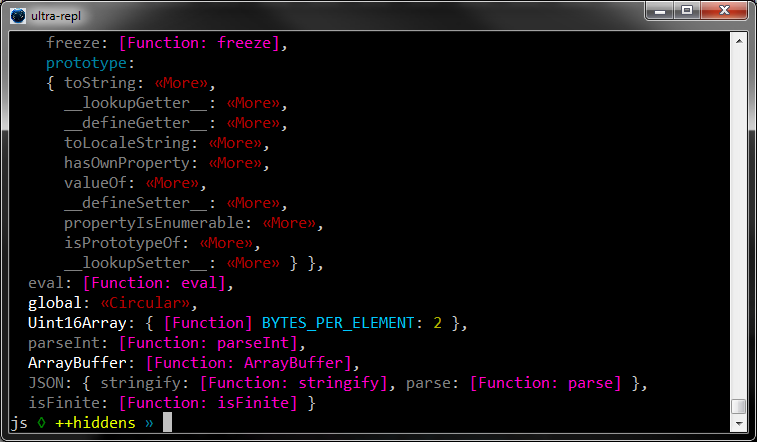 ultra-repl
freeze: [Function: freeze],
prototype:
{ toString: «More»,
__lookupGetter__: «More»,
__defineGetter__: «More»,
toLocaleString: «More»,
hasOwnProperty: «More»,
valueOf: «More»,
__defineSetter__: «More»,
propertyIsEnumerable: «More»,
isPrototypeOf: «More»,
__lookupSetter__: «More» } },
eval: [Function: eval],
global: «Circular»,
Uint16Array: { [Function] BYTES_PER_ELEMENT: 2 },
parseInt: [Function: parseInt],
ArrayBuffer: [Function: ArrayBuffer],
JSON: { stringify: [Function: stringify], parse: [Function: parse] },
isFinite: [Function: isFinite] }
js ◊ ++hiddens »